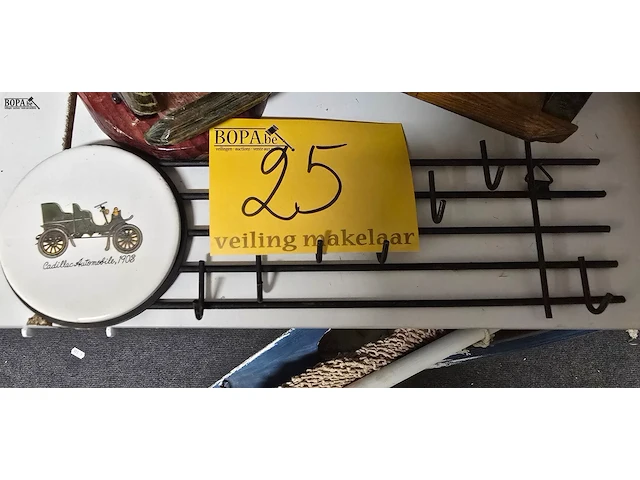 BOPA.be
BOPA.be
25
veiling makelaar
Cadillac Automobile, 1908